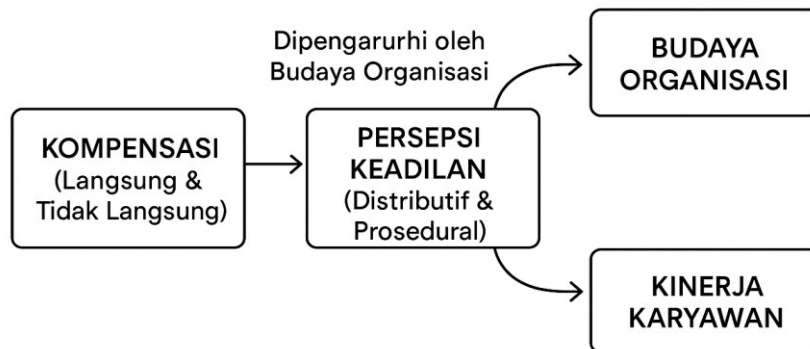 KOMPENSASI
(Langsung &
Tidak Langsung)
Dipengarurhi oleh
Budaya Organisasi
PERSEPSI
KEADILAN
(Distributif &
Prosedural)
BUDAYA
ORGANISASI
KINERJA
KARYAWAN